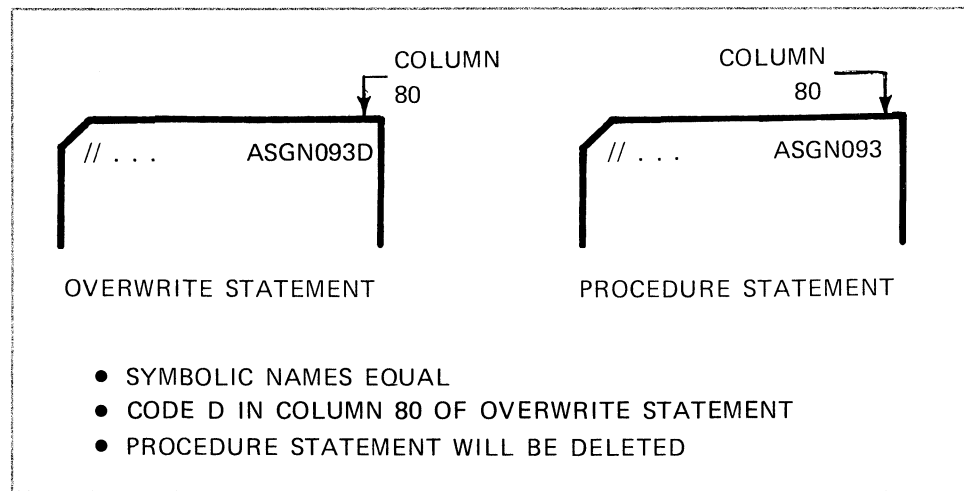 COLUMN
80
COLUMN
80
// . . . ASGN093D
// . . . ASGN093
OVERWRITE STATEMENT
PROCEDURE STATEMENT
● SYMBOLIC NAMES EQUAL
● CODE D IN COLUMN 80 OF OVERWRITE STATEMENT
● PROCEDURE STATEMENT WILL BE DELETED